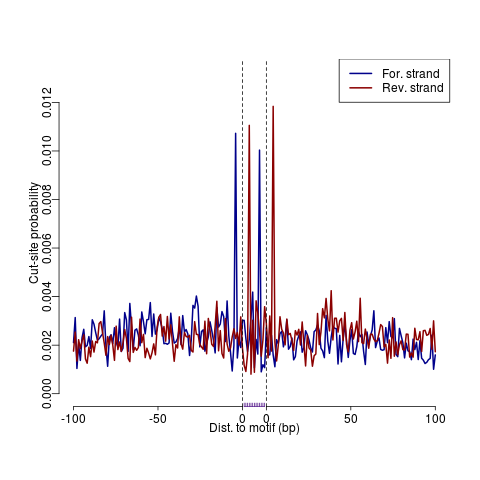 For. strand
Rev. strand
Cut-site probability
0.012
0.010
0.008
0.006
0.004
0.002
0.000
-100 -50 0 0 50 100
Dist. to motif (bp)